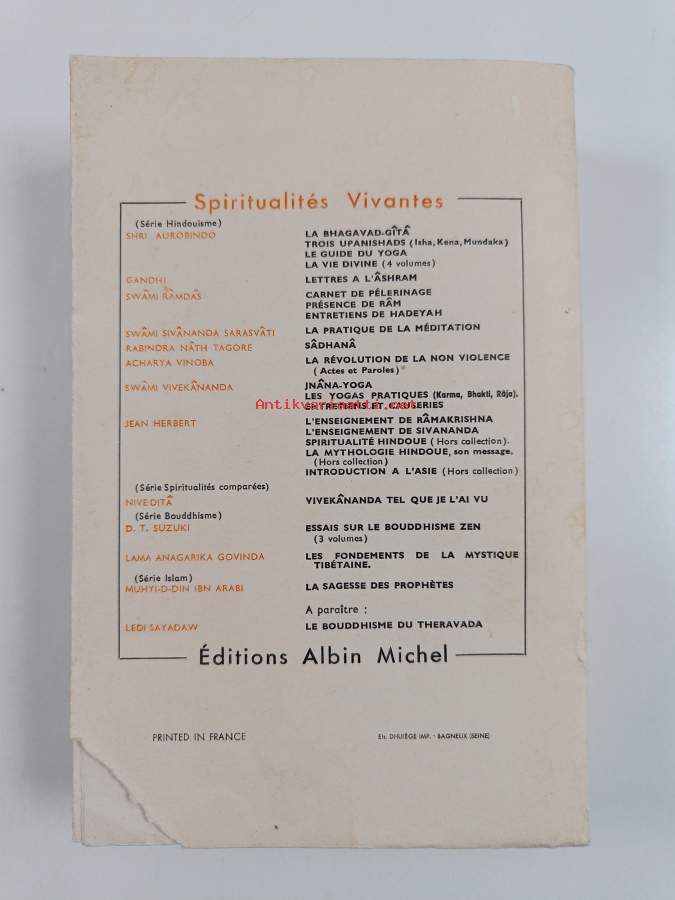 Spiritualités Vivantes
(Série Hindouisme)
SHRI AUROBINDO LA BHAGAVAD-GÎTÂ
TROIS UPANISHADS (Isha, Kena, Mundaka)
LE GUIDE DU YOGA
LA VIE DIVINE (4 volumes)
GANDHI LETTRES A L'ÂSHRAM
SWÂMI RÂMDÂS CARNET DE PÉLERINAGE
PRÉSENCE DE RÂM
ENTRETIENS DE HADEYAH
SWÂMI SIVÂNANDA SARASVÂTI LA PRATIQUE DE LA MÉDITATION
RABINDRA NÂTH TAGORE SÂDHANÂ
ACHARYA VINOBA LA RÉVOLUTION DE LA NON VIOLENCE
(Actes et Paroles)
SWÂMI VIVEKÂNANDA JNÂNA-YOGA
LES YOGAS PRATIQUES (Karma, Bhakti, Râja).
ENTRETIENS ET CAUSERIES
Antikvariaatti.net
JEAN HERBERT L'ENSEIGNEMENT DE RÂMAKRISHNA
L'ENSEIGNEMENT DE SIVANANDA
SPIRITUALITÉ HINDOUE (Hors collection).
LA MYTHOLOGIE HINDOUE, son message.
(Hors collection)
INTRODUCTION A L'ASIE (Hors collection)
(Série Spiritualités comparées)
NIVEDITÂ VIVEKÂNANDA TEL QUE JE L'AI VU
(Série Bouddhisme)
D. T. SUZUKI ESSAIS SUR LE BOUDDHISME ZEN
(3 volumes)
LAMA ANAGARIKA GOVINDA LES FONDEMENTS DE LA MYSTIQUE
TIBÉTAINE.
(Série Islam)
MUHYI-D-DIN IBN ARABI LA SAGESSE DES PROPHÈTES
A paraître :
LEDI SAYADAW LE BOUDDHISME DU THERAVADA
Éditions Albin Michel
PRINTED IN FRANCE Ets. DHUIÈGE IMP. - BAGNEUX (SEINE)